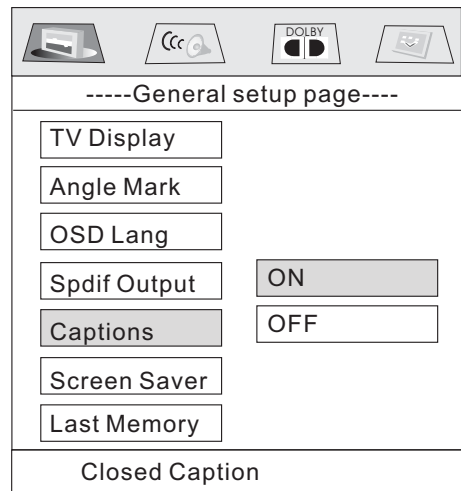 DOLBY
-----General setup page----
TV Display
Angle Mark
OSD Lang
Spdif Output
ON
Captions
OFF
Screen Saver
Last Memory
Closed Caption